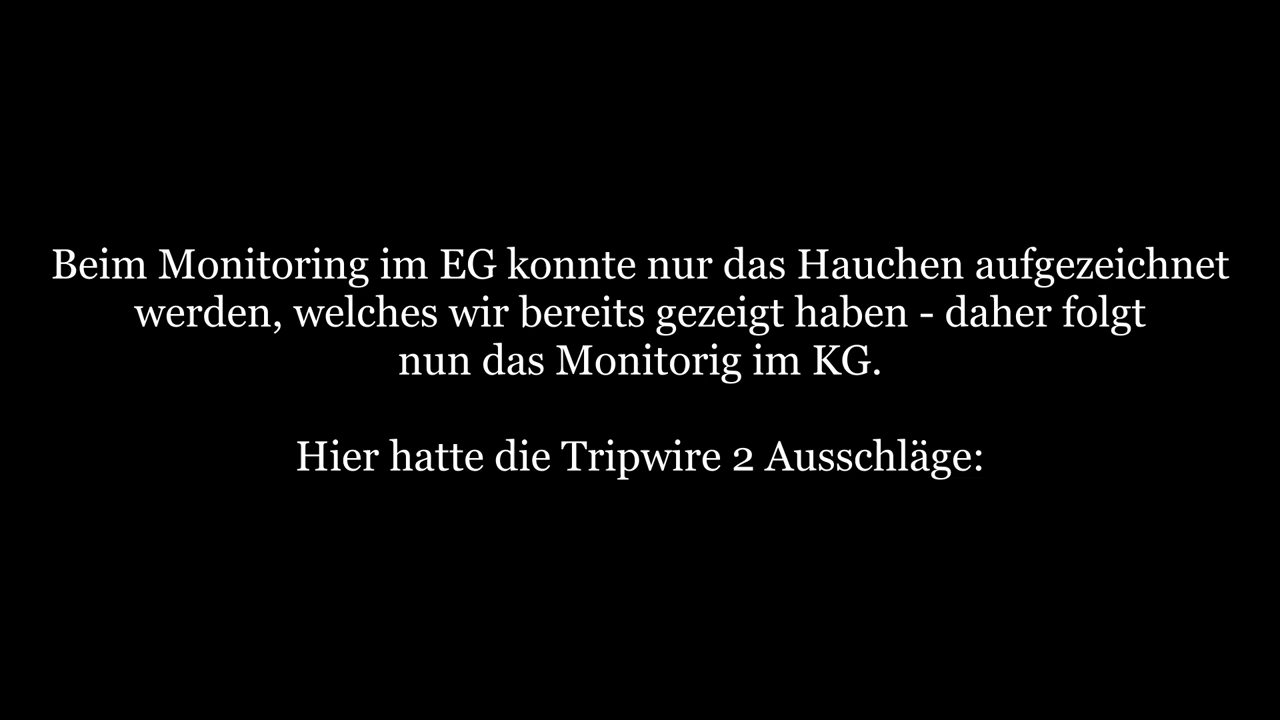 Beim Monitoring im EG konnte nur das Hauchen aufgezeichnet
werden, welches wir bereits gezeigt haben - daher folgt
nun das Monitorig im KG.
Hier hatte die Tripwire 2 Ausschläge: